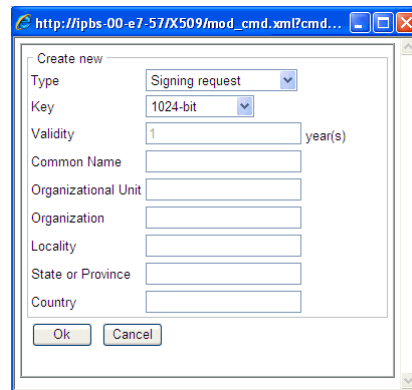 http://ipbs-00-e7-57/X509/mod_cmd.xml?cmd...
Create new
Type Signing request
Key 1024-bit
Validity 1 year(s)
Common Name
Organizational Unit
Organization
Locality
State or Province
Country
Ok Cancel